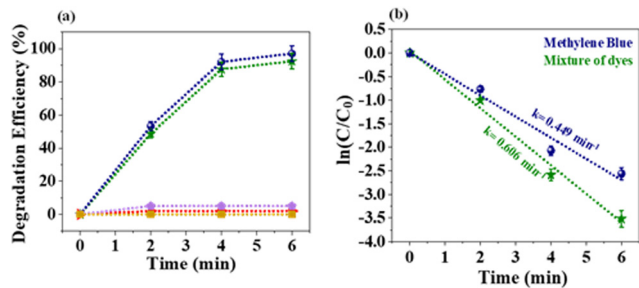 (a)
(b)
Degradation Efficiency (%)
100
80
60
40
20
0
0 1 2 3 4 5 6
Time (min)
ln(C/C₀)
0.5
0.0
-0.5
-1.0
-1.5
-2.0
-2.5
-3.0
-3.5
-4.0
Methylene Blue
Mixture of dyes
k=0.449 min⁻¹
k=0.606 min⁻¹
0 1 2 3 4 5 6
Time (min)